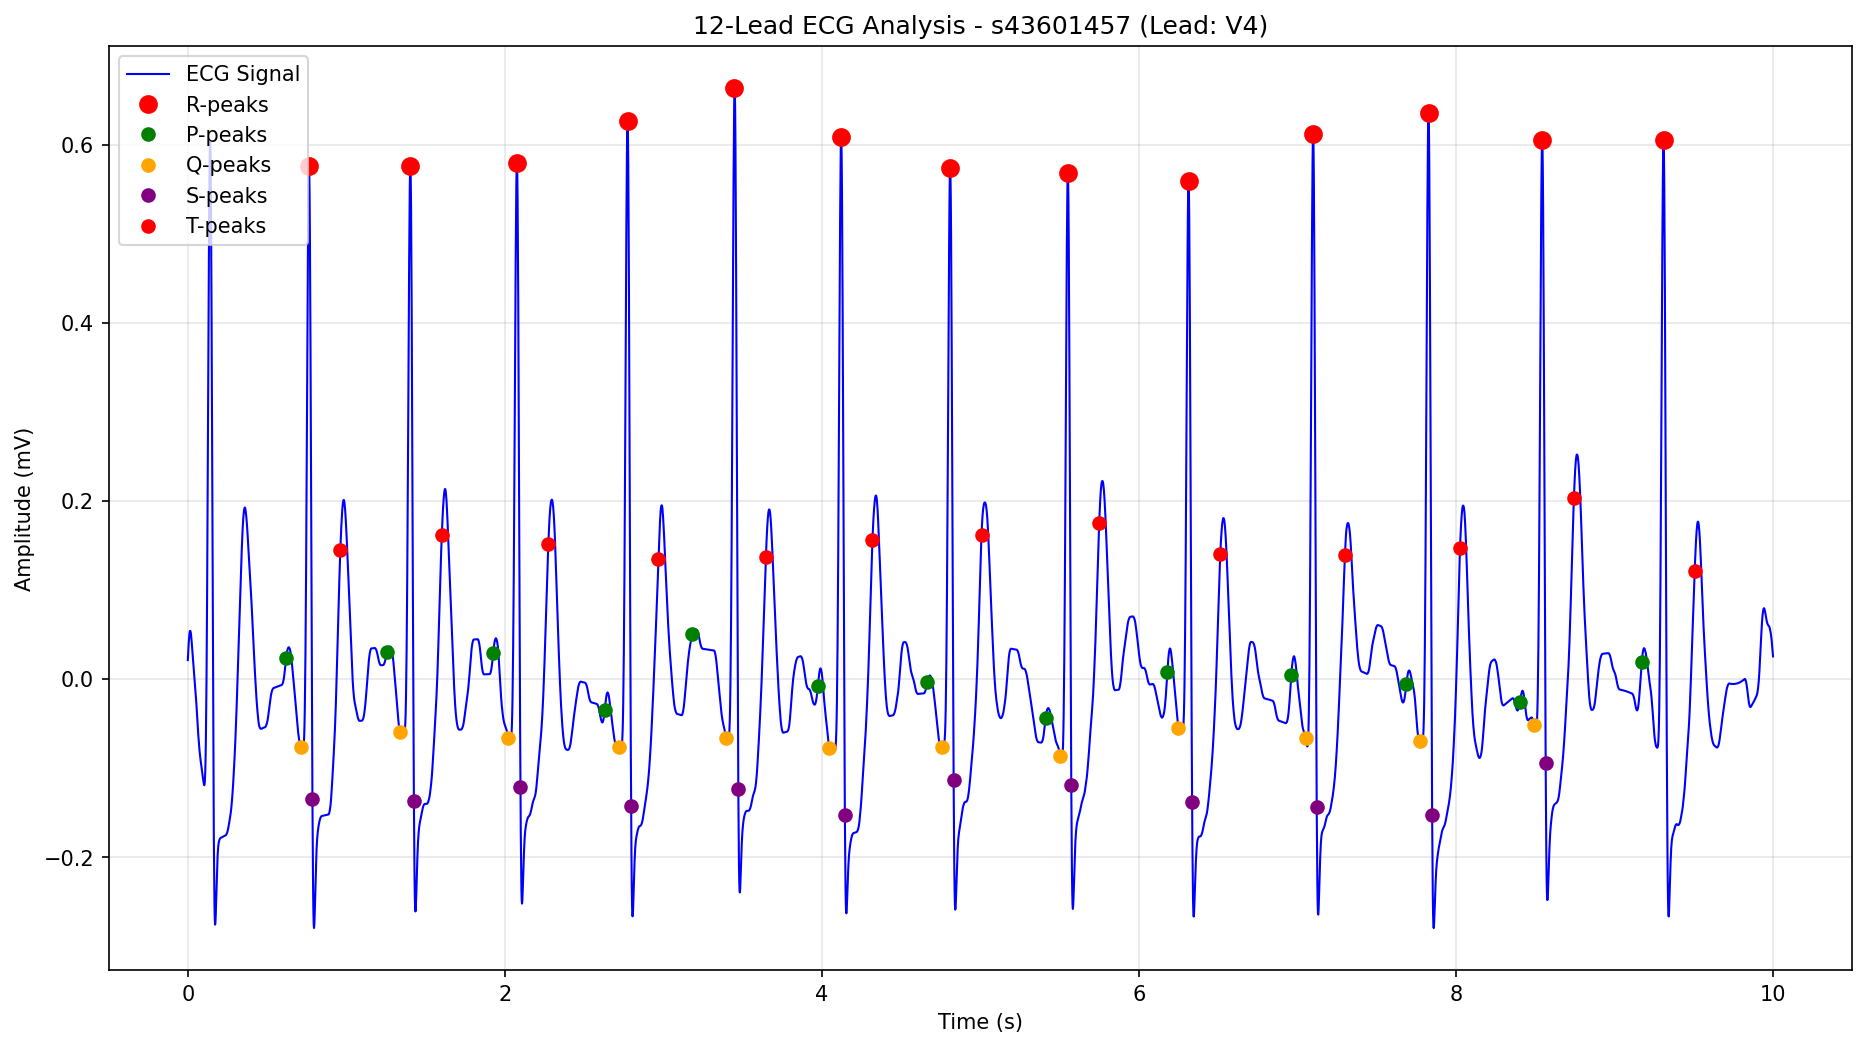 12-Lead ECG Analysis - s43601457 (Lead: V4)
ECG Signal
R-peaks
P-peaks
Q-peaks
S-peaks
T-peaks
Amplitude (mV)
0.6
0.4
0.2
0.0
−0.2
0 2 4 6 8 10
Time (s)